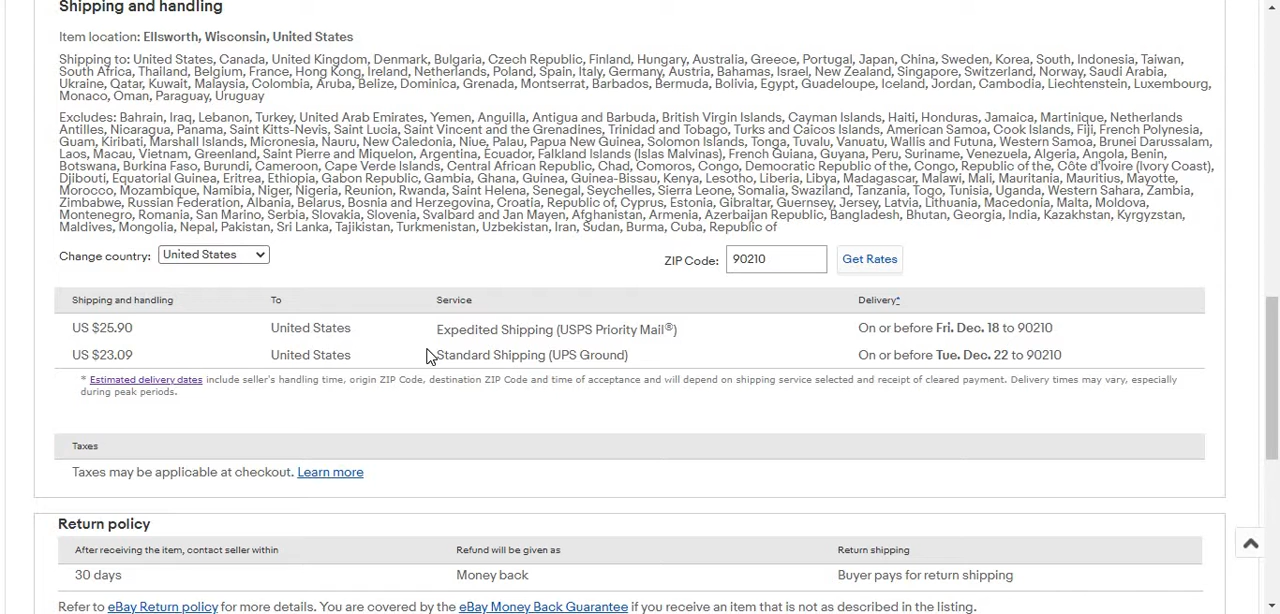 Shipping and handling
Item location: Ellsworth, Wisconsin, United States
Shipping to: United States, Canada, United Kingdom, Denmark, Bulgaria, Czech Republic, Finland, Hungary, Australia, Greece, Portugal, Japan, China, Sweden, Korea, South, Indonesia, Taiwan,
South Africa, Thailand, Belgium, France, Hong Kong, Ireland, Netherlands, Poland, Spain, Italy, Germany, Austria, Bahamas, Israel, New Zealand, Singapore, Switzerland, Norway, Saudi Arabia,
Ukraine, Qatar, Kuwait, Malaysia, Colombia, Aruba, Belize, Dominica, Grenada, Montserrat, Barbados, Bermuda, Bolivia, Egypt, Guadeloupe, Iceland, Jordan, Cambodia, Liechtenstein, Luxembourg,
Monaco, Oman, Paraguay, Uruguay
Excludes: Bahrain, Iraq, Lebanon, Turkey, United Arab Emirates, Yemen, Anguilla, Antigua and Barbuda, British Virgin Islands, Cayman Islands, Haiti, Honduras, Jamaica, Martinique, Netherlands
Antilles, Nicaragua, Panama, Saint Kitts-Nevis, Saint Lucia, Saint Vincent and the Grenadines, Trinidad and Tobago, Turks and Caicos Islands, American Samoa, Cook Islands, Fiji, French Polynesia,
Guam, Kiribati, Marshall Islands, Micronesia, Nauru, New Caledonia, Niue, Palau, Papua New Guinea, Solomon Islands, Tonga, Tuvalu, Vanuatu, Wallis and Futuna, Western Samoa, Brunei Darussalam,
Laos, Macau, Vietnam, Greenland, Saint Pierre and Miquelon, Argentina, Ecuador, Falkland Islands (Islas Malvinas), French Guiana, Guyana, Peru, Suriname, Venezuela, Algeria, Angola, Benin,
Botswana, Burkina Faso, Burundi, Cameroon, Cape Verde Islands, Central African Republic, Chad, Comoros, Congo, Democratic Republic of the, Congo, Republic of the, Côte d'Ivoire (Ivory Coast),
Djibouti, Equatorial Guinea, Eritrea, Ethiopia, Gabon Republic, Gambia, Ghana, Guinea, Guinea-Bissau, Kenya, Lesotho, Liberia, Libya, Madagascar, Malawi, Mali, Mauritania, Mauritius, Mayotte,
Morocco, Mozambique, Namibia, Niger, Nigeria, Reunion, Rwanda, Saint Helena, Senegal, Seychelles, Sierra Leone, Somalia, Swaziland, Tanzania, Togo, Tunisia, Uganda, Western Sahara, Zambia,
Zimbabwe, Russian Federation, Albania, Belarus, Bosnia and Herzegovina, Croatia, Republic of, Cyprus, Estonia, Gibraltar, Guernsey, Jersey, Latvia, Lithuania, Macedonia, Malta, Moldova,
Montenegro, Romania, San Marino, Serbia, Slovakia, Slovenia, Svalbard and Jan Mayen, Afghanistan, Armenia, Azerbaijan Republic, Bangladesh, Bhutan, Georgia, India, Kazakhstan, Kyrgyzstan,
Maldives, Mongolia, Nepal, Pakistan, Sri Lanka, Tajikistan, Turkmenistan, Uzbekistan, Iran, Sudan, Burma, Cuba, Republic of
Change country: United States ZIP Code: 90210 Get Rates
Shipping and handling To Service Delivery*
US $25.90 United States Expedited Shipping (USPS Priority Mail®) On or before Fri. Dec. 18 to 90210
US $23.09 United States Standard Shipping (UPS Ground) On or before Tue. Dec. 22 to 90210
* Estimated delivery dates include seller's handling time, origin ZIP Code, destination ZIP Code and time of acceptance and will depend on shipping service selected and receipt of cleared payment. Delivery times may vary, especially
during peak periods.
Taxes
Taxes may be applicable at checkout. Learn more
Return policy
After receiving the item, contact seller within Refund will be given as Return shipping
30 days Money back Buyer pays for return shipping
Refer to eBay Return policy for more details. You are covered by the eBay Money Back Guarantee if you receive an item that is not as described in the listing.